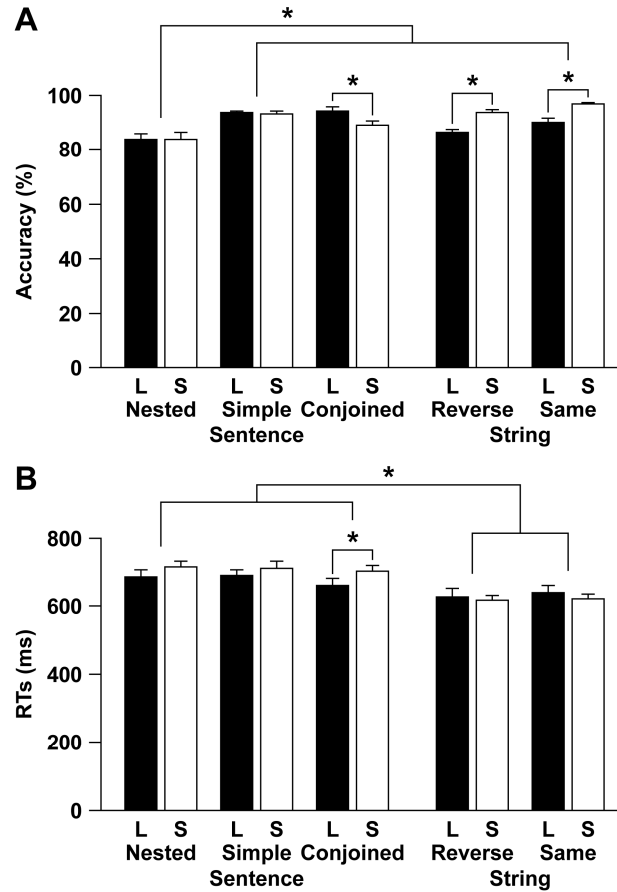 A
*
*
*
*
100
80
60
40
20
0
Accuracy (%)
L S L S L S L S L S
Nested Simple Conjoined Reverse Same
Sentence String
B
*
*
800
600
400
200
0
RTs (ms)
L S L S L S L S L S
Nested Simple Conjoined Reverse Same
Sentence String